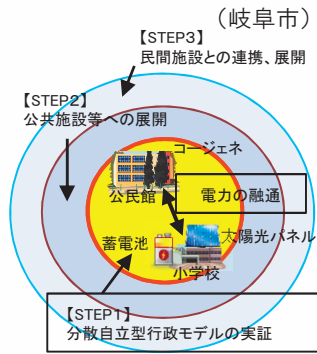 (岐阜市)
【STEP3】
民間施設との連携、展開
【STEP2】
公共施設等への展開
コージェネ
公民館
電力の融通
太陽光パネル
蓄電池
小学校
【STEP1】
分散自立型行政モデルの実証